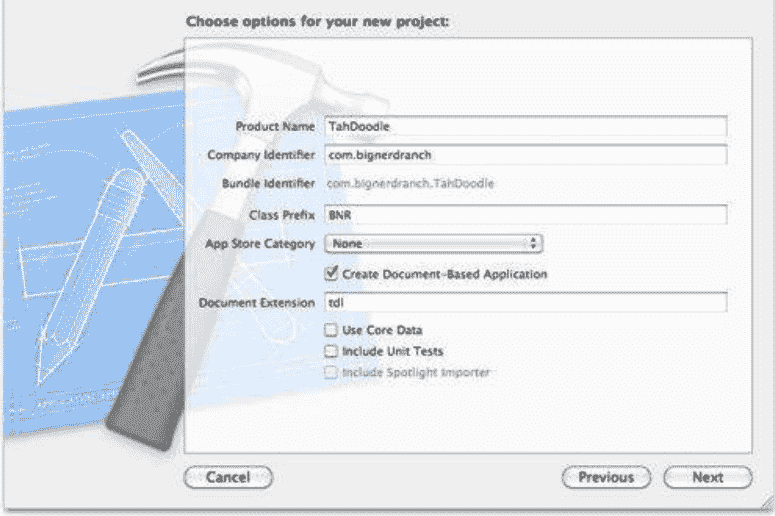 Choose options for your new project:
Product Name TahDoodle
Company Identifier com.bignerdranch
Bundle Identifier com.bignerdranch.TahDoodle
Class Prefix BNR
App Store Category None
Create Document-Based Application
Document Extension tdl
Use Core Data
Include Unit Tests
Include Spotlight Importer
Cancel Previous Next